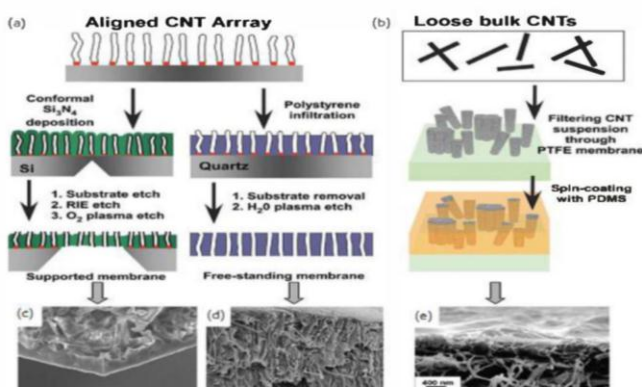 (a)
Aligned CNT Arrray
Conformal
Si3N4
deposition
Polystyrene
infiltration
Si
Quartz
1. Substrate etch
2. RIE etch
3. O2 plasma etch
1. Substrate removal
2. H20 plasma etch
Supported membrane
Free-standing membrane
(b)
Loose bulk CNTs
Filtering CNT
suspension
through
PTFE membrane
Spin-coating
with PDMS
(c)
(d)
(e)
400 nm